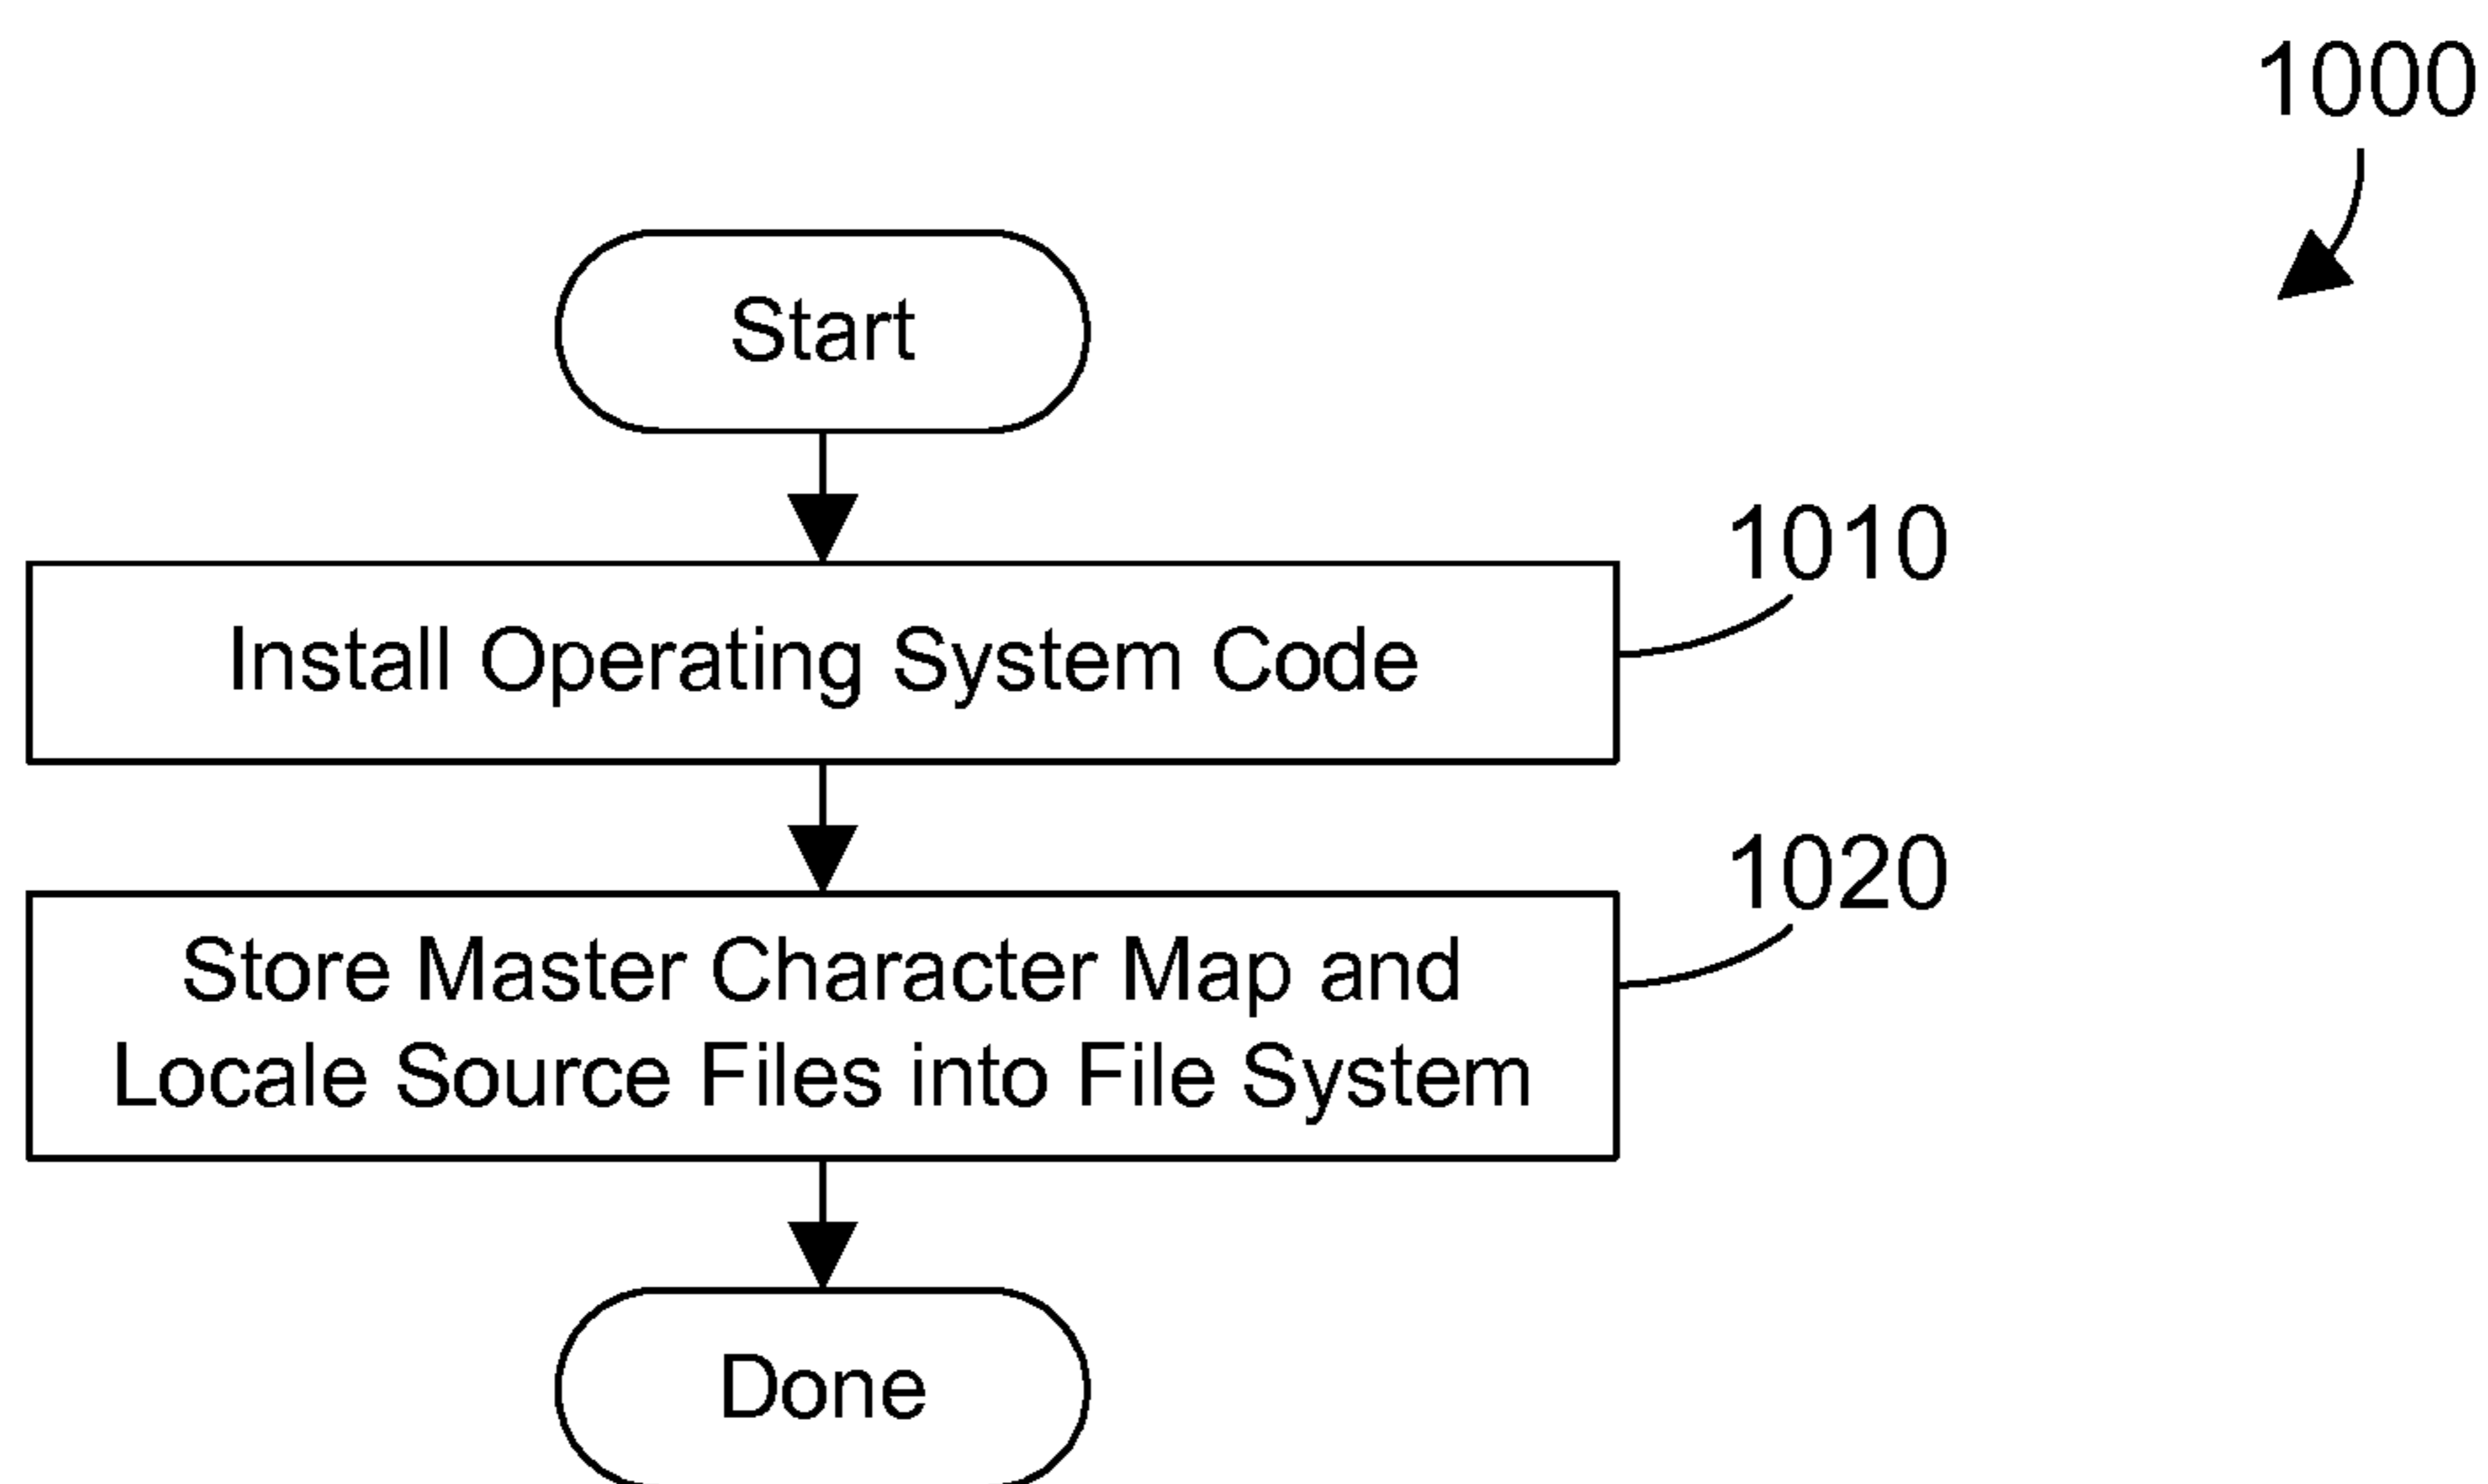 1000
Start
1010
Install Operating System Code
1020
Store Master Character Map and
Locale Source Files into File System
Done